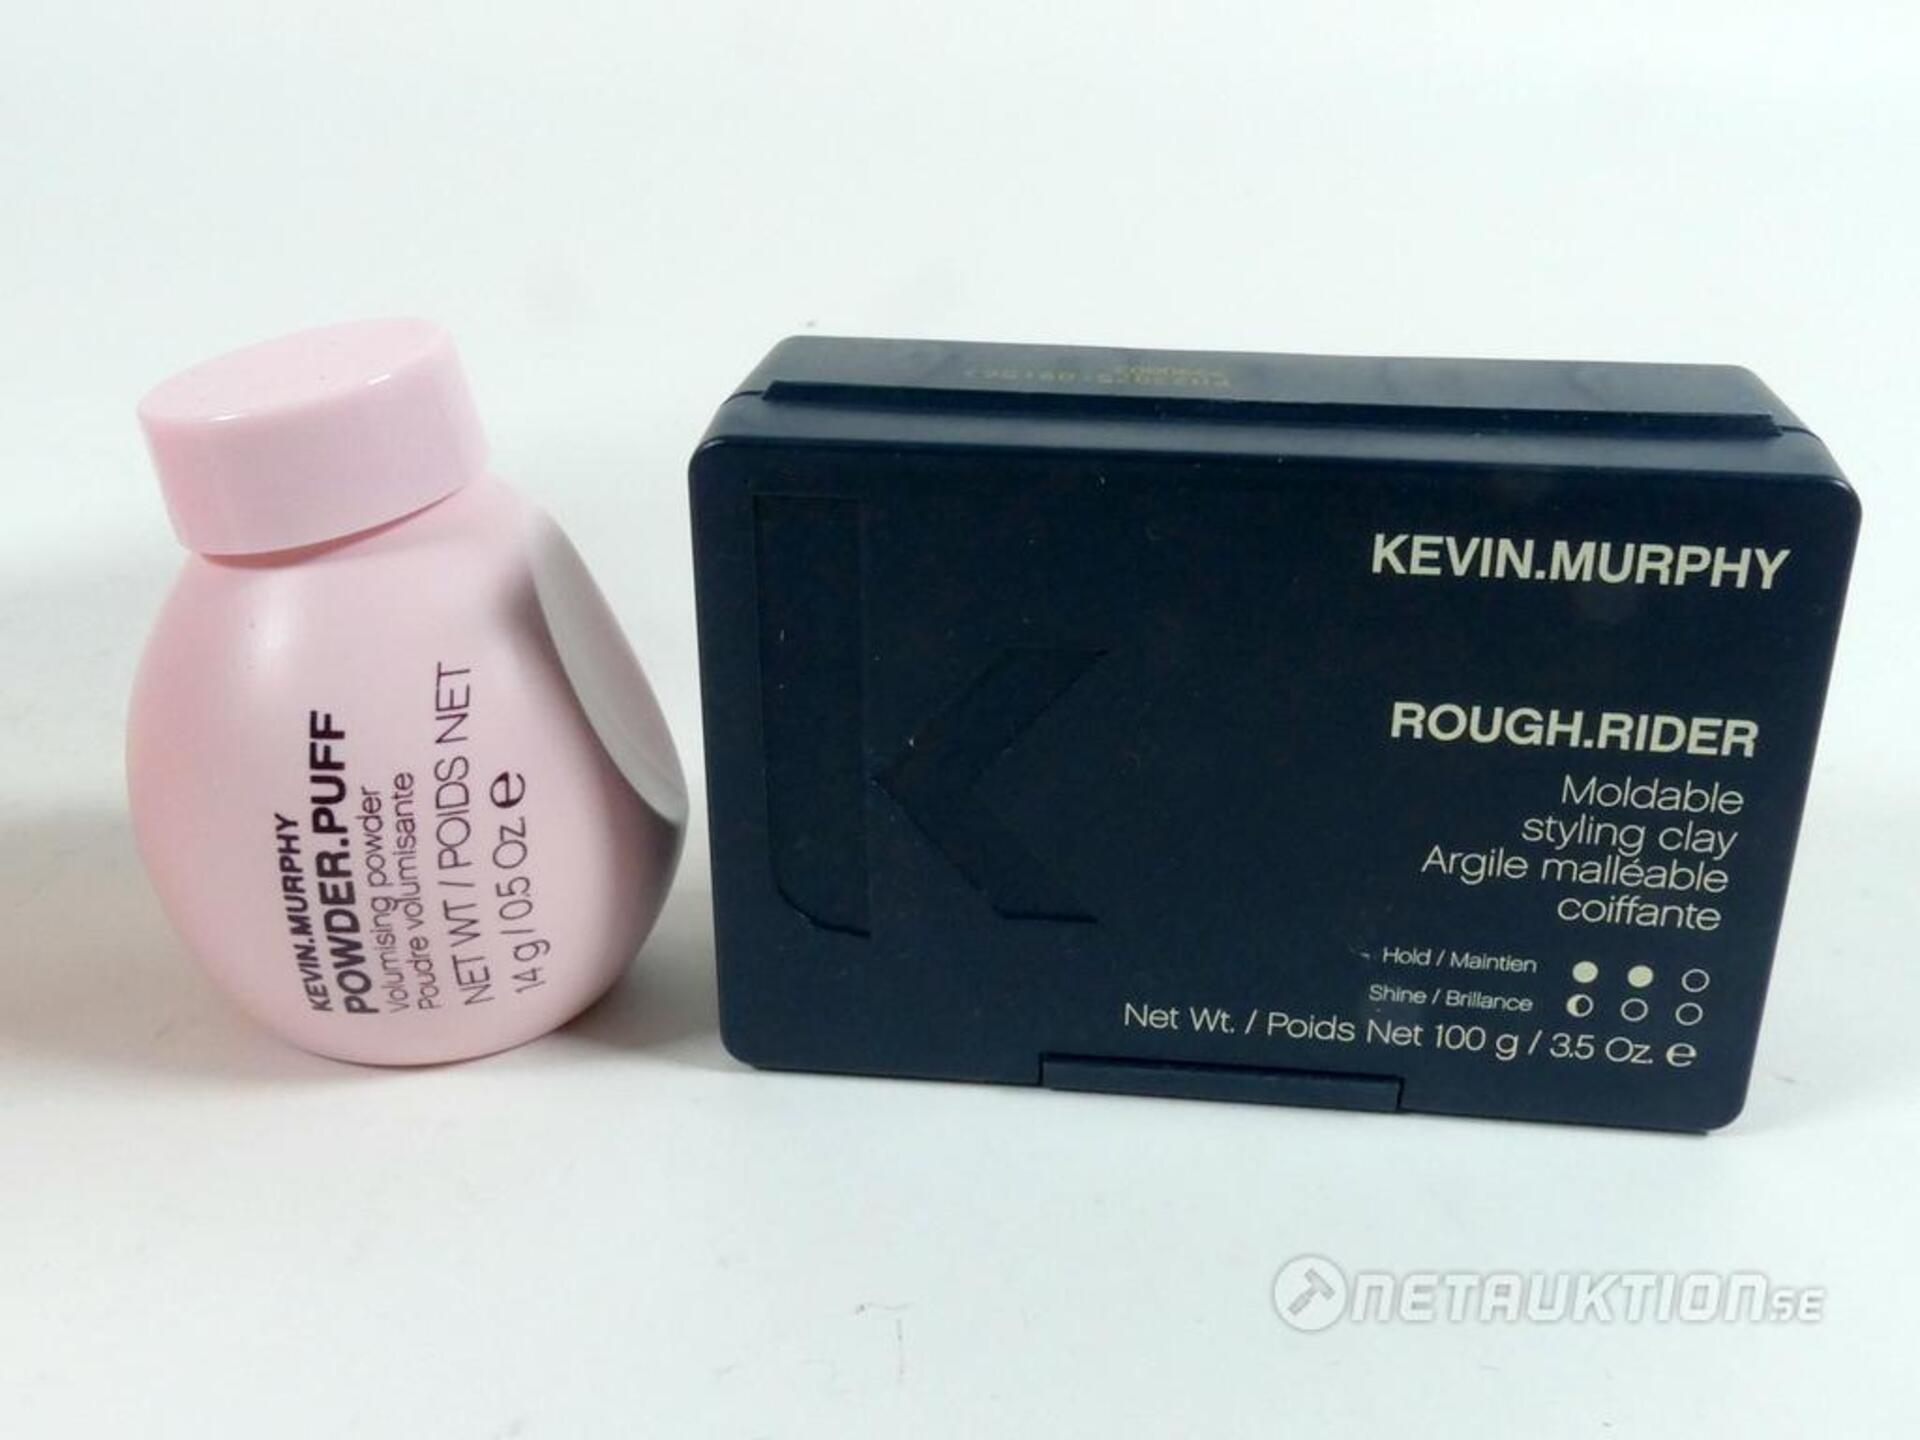 KEVIN.MURPHY
POWDER.PUFF
Volumising powder
Poudre volumisante
NET WT / POIDS NET
14 g / 0.5 Oz e
KEVIN.MURPHY
ROUGH.RIDER
Moldable
styling clay
Argile malléable
coiffante
Hold / Maintien
Shine / Brillance
Net Wt. / Poids Net 100 g / 3.5 Oz. e
NETAUKTION.SE